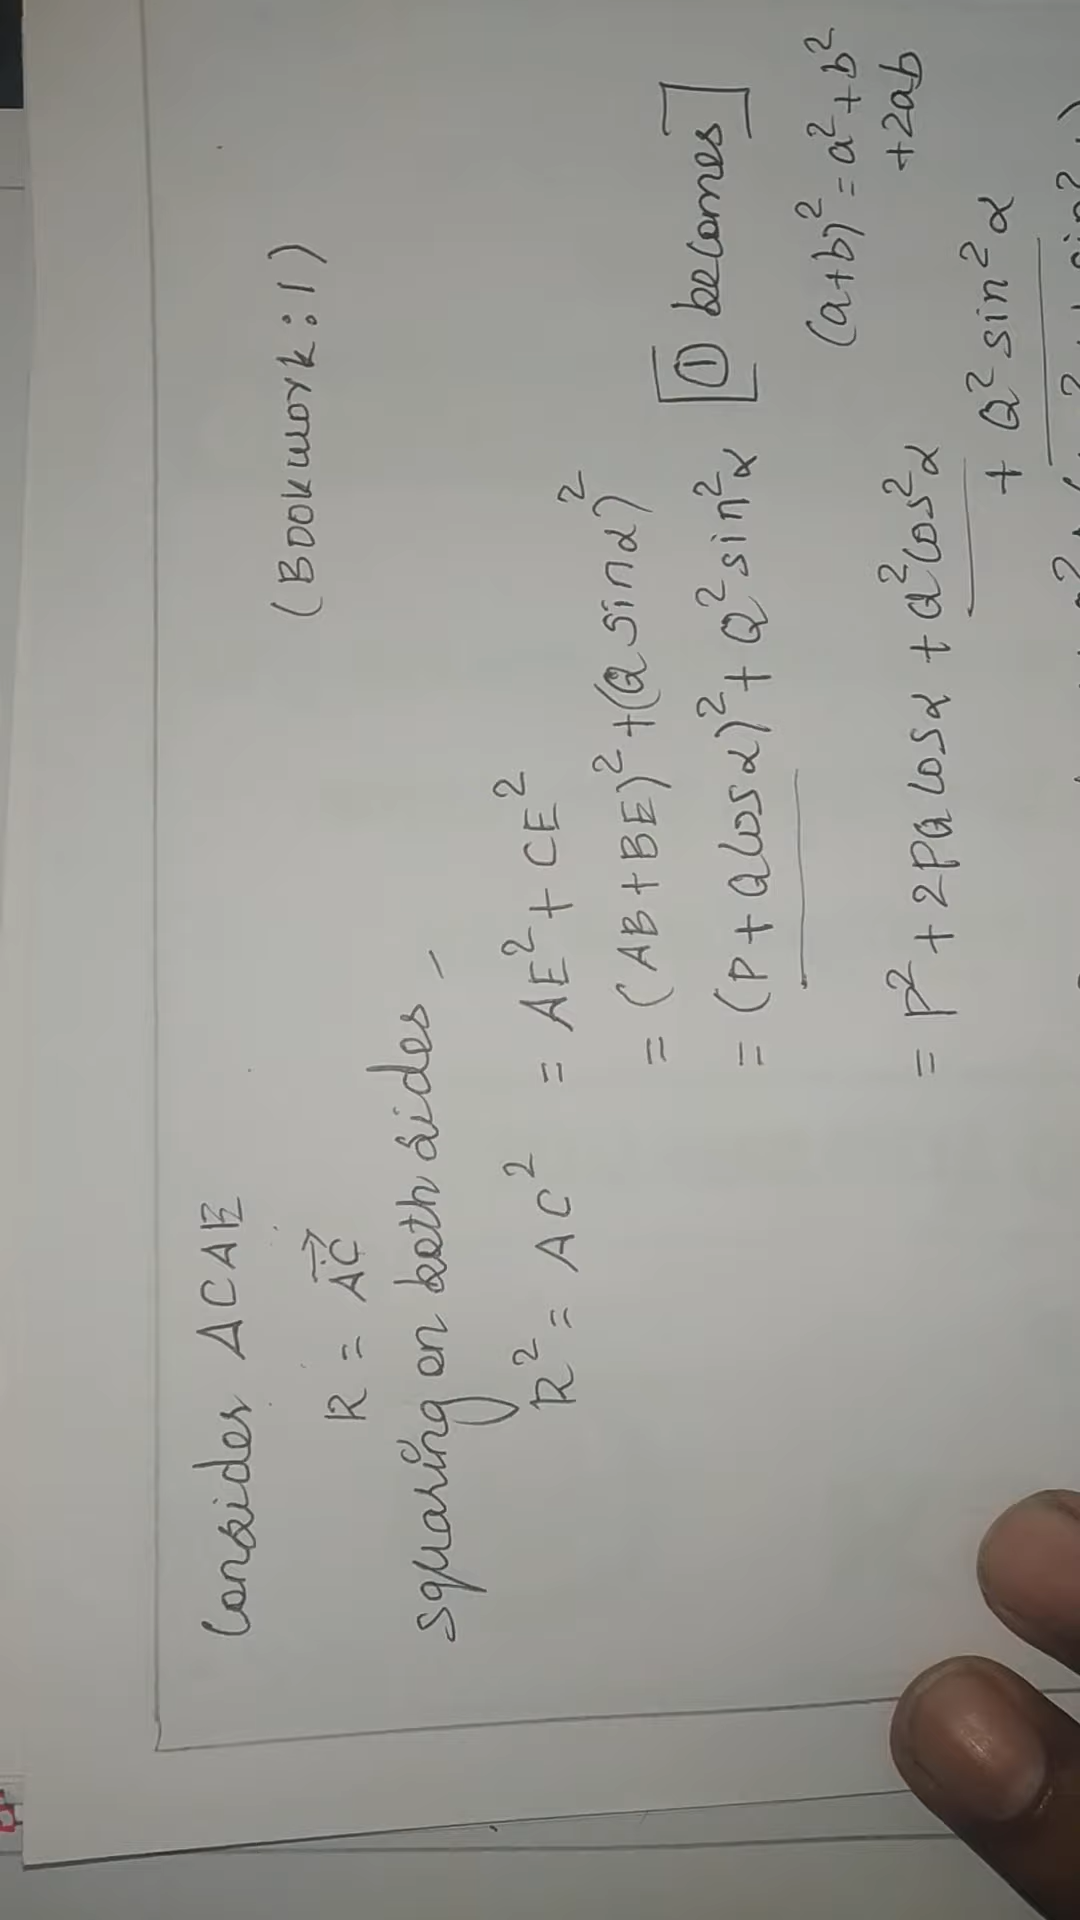 (Bookwork:1)
Consider ΔCAE
R = A⃗C⃗
squaring on both sides,
R² = AC² = AE² + CE²
= (AB + BE)² + (Q sinα)²
= (P + Q cosα)² + Q² sin²α [① becomes]
(a+b)² = a² + b²
+2ab
= P² + 2PQ cosα + Q² cos²α
+ Q² sin²α